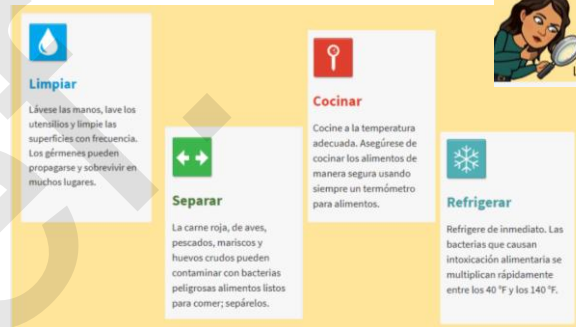 Limpiar
Lávese las manos, lave los
utensilios y limpie las
superficies con frecuencia.
Los gérmenes pueden
propagarse y sobrevivir en
muchos lugares.
Separar
La carne roja, de aves,
pescados, mariscos y
huevos crudos pueden
contaminar con bacterias
peligrosas alimentos listos
para comer; sepárelos.
Cocinar
Cocine a la temperatura
adecuada. Asegúrese de
cocinar los alimentos de
manera segura usando
siempre un termómetro
para alimentos.
Refrigerar
Refrigere de inmediato. Las
bacterias que causan
intoxicación alimentaria se
multiplican rápidamente
entre los 40 °F y los 140 °F.